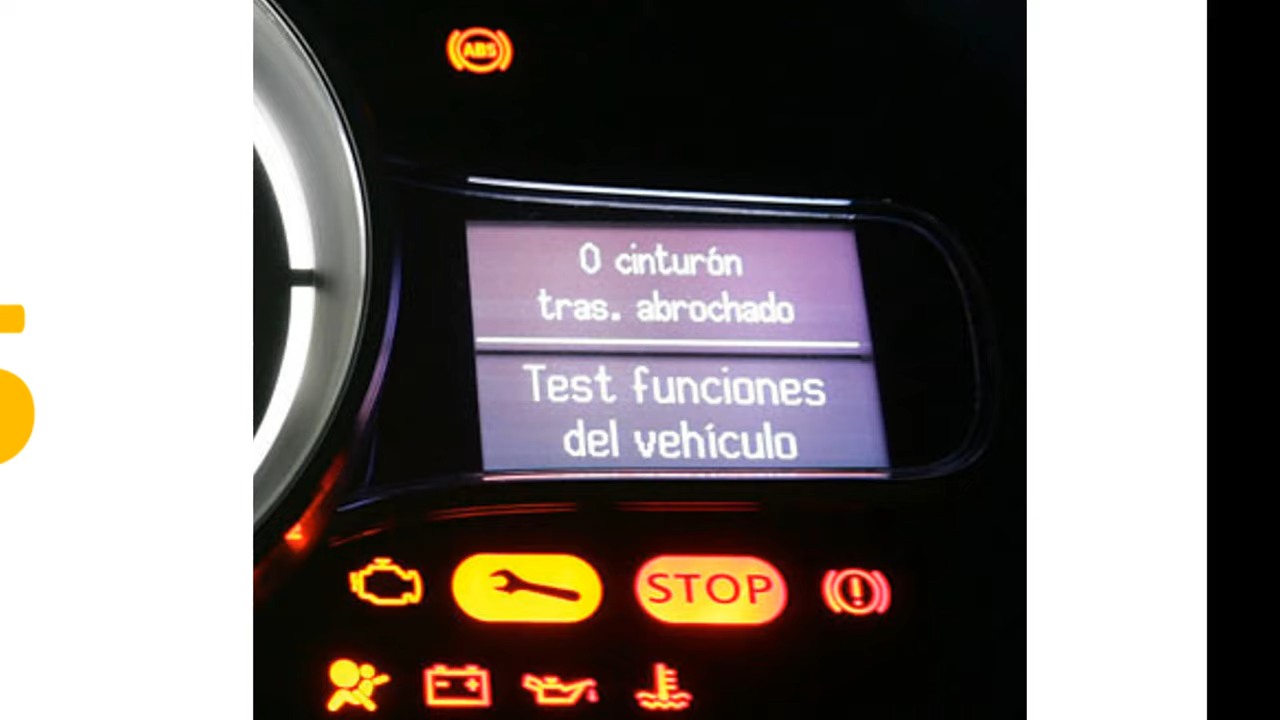 ABS
0 cinturón
tras. abrochado
Test funciones
del vehículo
STOP